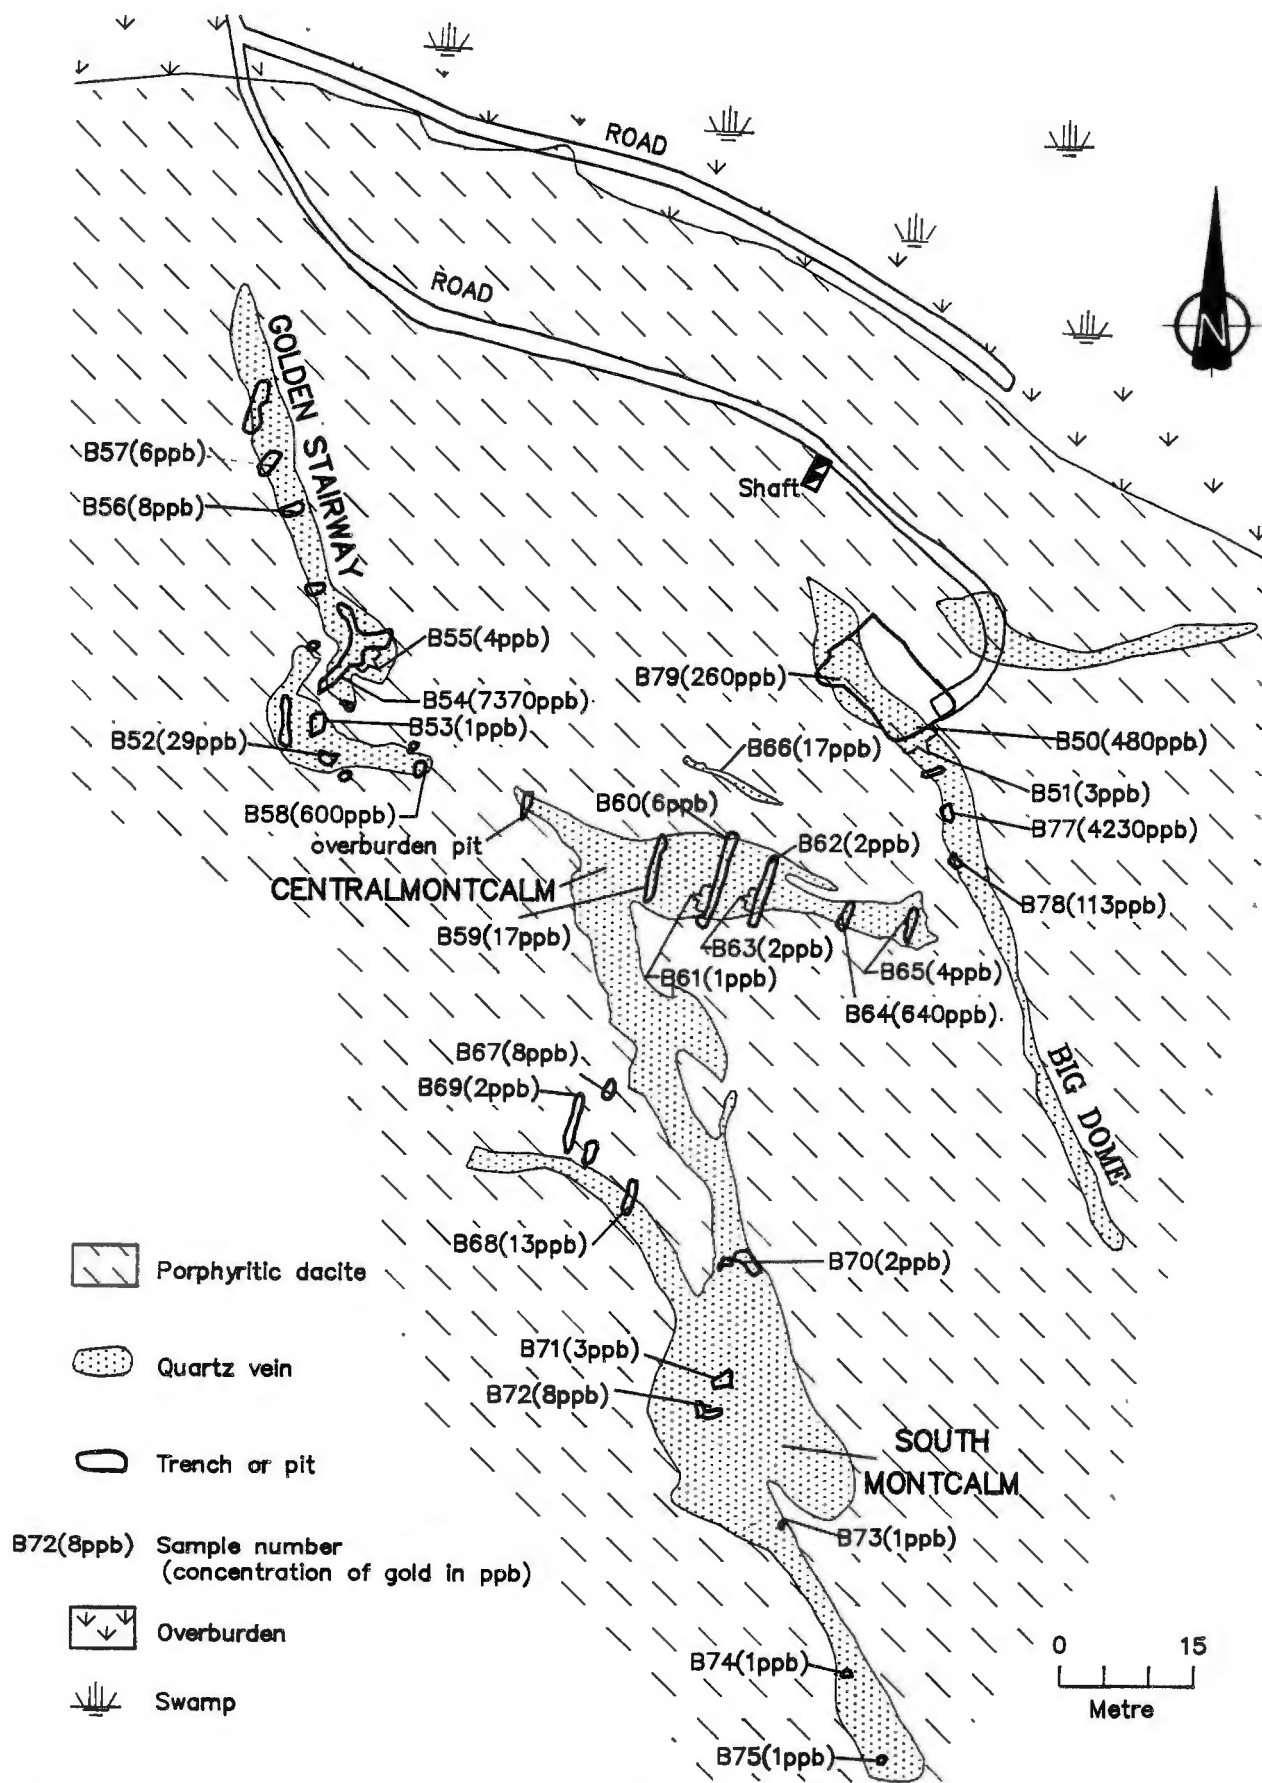 ROAD
ROAD
N
GOLDEN STAIRWAY
B57(6ppb)
B56(8ppb)
Shaft
B55(4ppb)
B54(7370ppb)
B53(1ppb)
B52(29ppb)
B58(600ppb)
B79(260ppb)
B50(480ppb)
B66(17ppb)
B51(3ppb)
B60(6ppb)
B77(4230ppb)
B62(2ppb)
overburden pit
CENTRALMONTCALM
B78(113ppb)
B59(17ppb)
B63(2ppb)
B61(1ppb)
B65(4ppb)
B64(640ppb)
B67(8ppb)
B69(2ppb)
BIG DOME
B68(13ppb)
B70(2ppb)
B71(3ppb)
B72(8ppb)
SOUTH
MONTCALM
B73(1ppb)
B74(1ppb)
B75(1ppb)
Porphyritic dacite
Quartz vein
Trench or pit
B72(8ppb) Sample number
(concentration of gold in ppb)
Overburden
Swamp
0 15
Metre